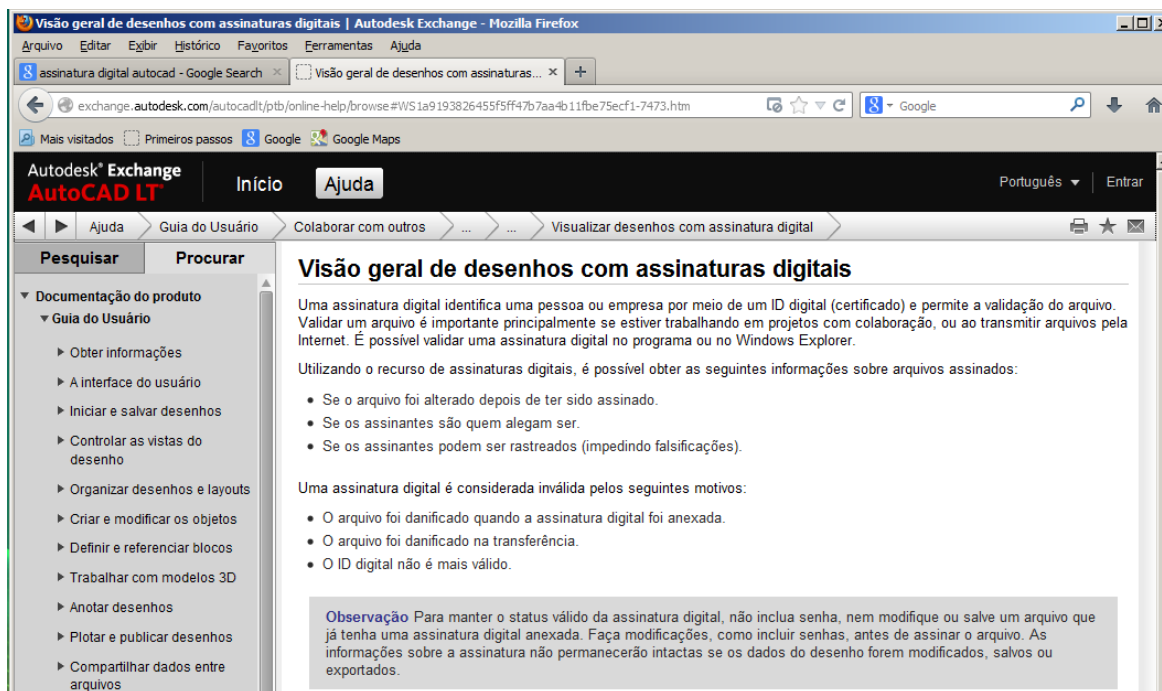 Visão geral de desenhos com assinaturas digitais | Autodesk Exchange - Mozilla Firefox
Arquivo Editar Exibir Histórico Favoritos Ferramentas Ajuda
assinatura digital autocad - Google Search
Visão geral de desenhos com assinaturas...
exchange.autodesk.com/autocadlt/ptb/online-help/browse#WS1a9193826455f5ff47b7aa4b11fbe75ecf1-7473.htm
Google
Mais visitados Primeiros passos Google Google Maps
Autodesk® Exchange
AutoCAD LT®
Início Ajuda
Português Entrar
Ajuda Guia do Usuário Colaborar com outros ... ... Visualizar desenhos com assinatura digital
Pesquisar Procurar
Documentação do produto
Guia do Usuário
Obter informações
A interface do usuário
Iniciar e salvar desenhos
Controlar as vistas do
desenho
Organizar desenhos e layouts
Criar e modificar os objetos
Definir e referenciar blocos
Trabalhar com modelos 3D
Anotar desenhos
Plotar e publicar desenhos
Compartilhar dados entre
arquivos
Visão geral de desenhos com assinaturas digitais
Uma assinatura digital identifica uma pessoa ou empresa por meio de um ID digital (certificado) e permite a validação do arquivo.
Validar um arquivo é importante principalmente se estiver trabalhando em projetos com colaboração, ou ao transmitir arquivos pela
Internet. É possível validar uma assinatura digital no programa ou no Windows Explorer.
Utilizando o recurso de assinaturas digitais, é possível obter as seguintes informações sobre arquivos assinados:
• Se o arquivo foi alterado depois de ter sido assinado.
• Se os assinantes são quem alegam ser.
• Se os assinantes podem ser rastreados (impedindo falsificações).
Uma assinatura digital é considerada inválida pelos seguintes motivos:
• O arquivo foi danificado quando a assinatura digital foi anexada.
• O arquivo foi danificado na transferência.
• O ID digital não é mais válido.
Observação Para manter o status válido da assinatura digital, não inclua senha, nem modifique ou salve um arquivo que
já tenha uma assinatura digital anexada. Faça modificações, como incluir senhas, antes de assinar o arquivo. As
informações sobre a assinatura não permanecerão intactas se os dados do desenho forem modificados, salvos ou
exportados.